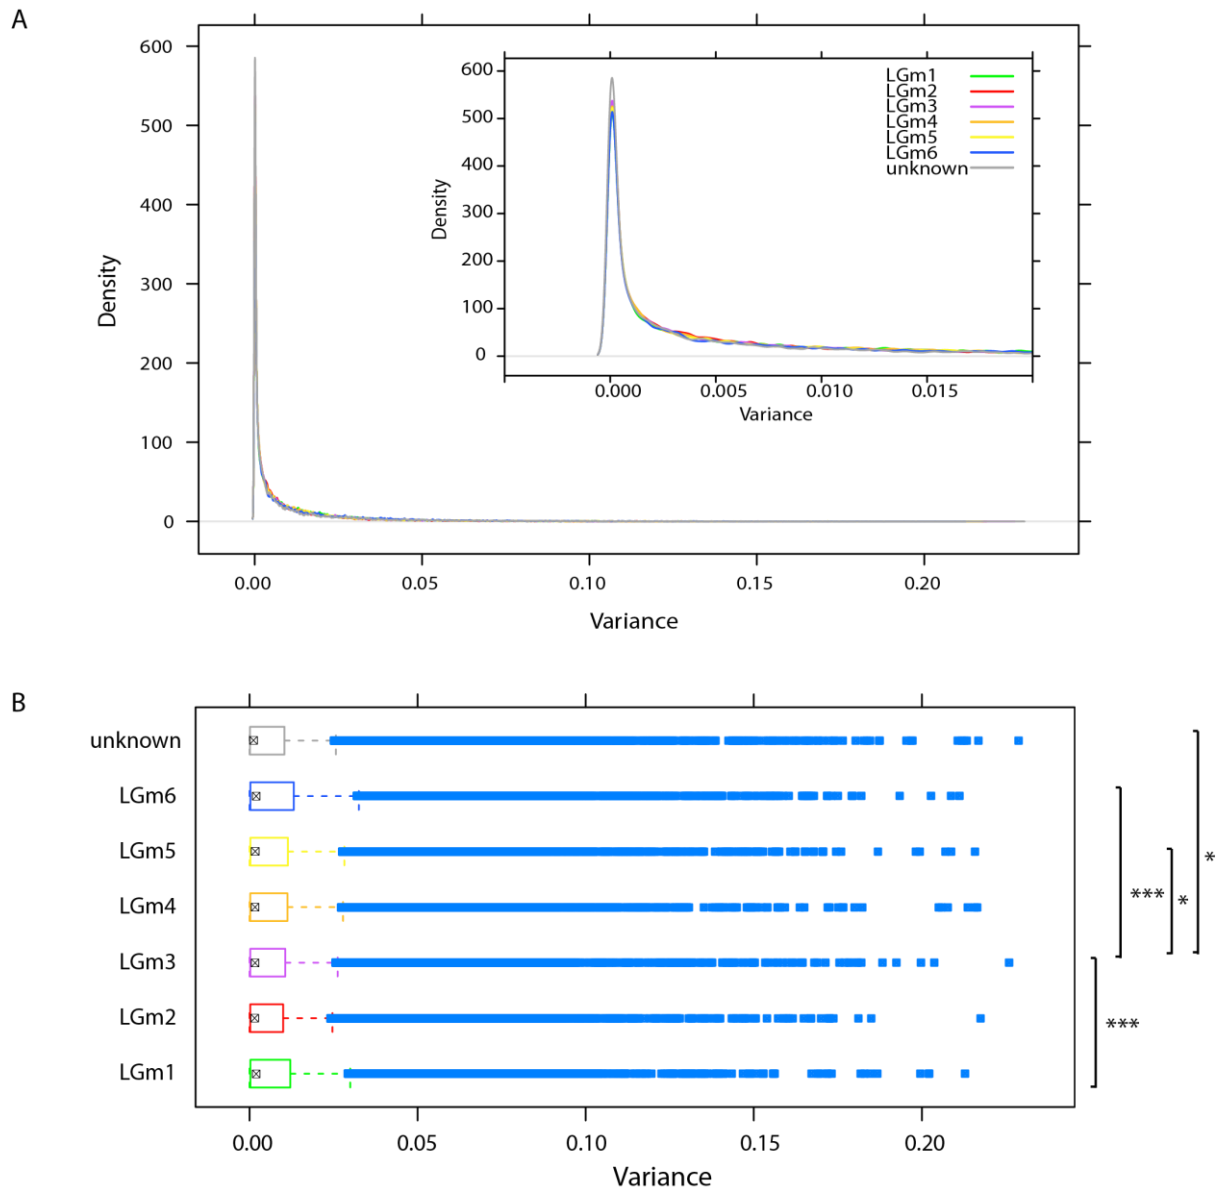 A
600
500
400
300
200
100
0
Density
0.00
0.05
0.10
0.15
0.20
Variance
600
500
400
300
200
100
0
Density
0.000
0.005
0.010
0.015
Variance
LGm1
LGm2
LGm3
LGm4
LGm5
LGm6
unknown
B
unknown
LGm6
LGm5
LGm4
LGm3
LGm2
LGm1
*
***
*
***
0.00
0.05
0.10
0.15
0.20
Variance